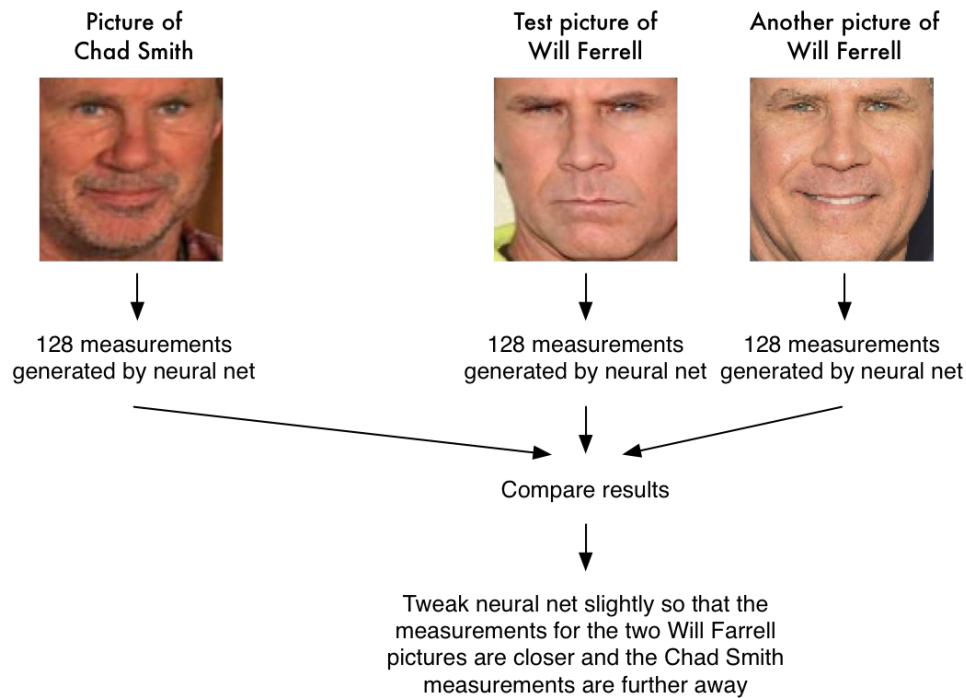 Picture of
Chad Smith
Test picture of
Will Ferrell
Another picture of
Will Ferrell
128 measurements
generated by neural net
128 measurements
generated by neural net
128 measurements
generated by neural net
Compare results
Tweak neural net slightly so that the
measurements for the two Will Farrell
pictures are closer and the Chad Smith
measurements are further away